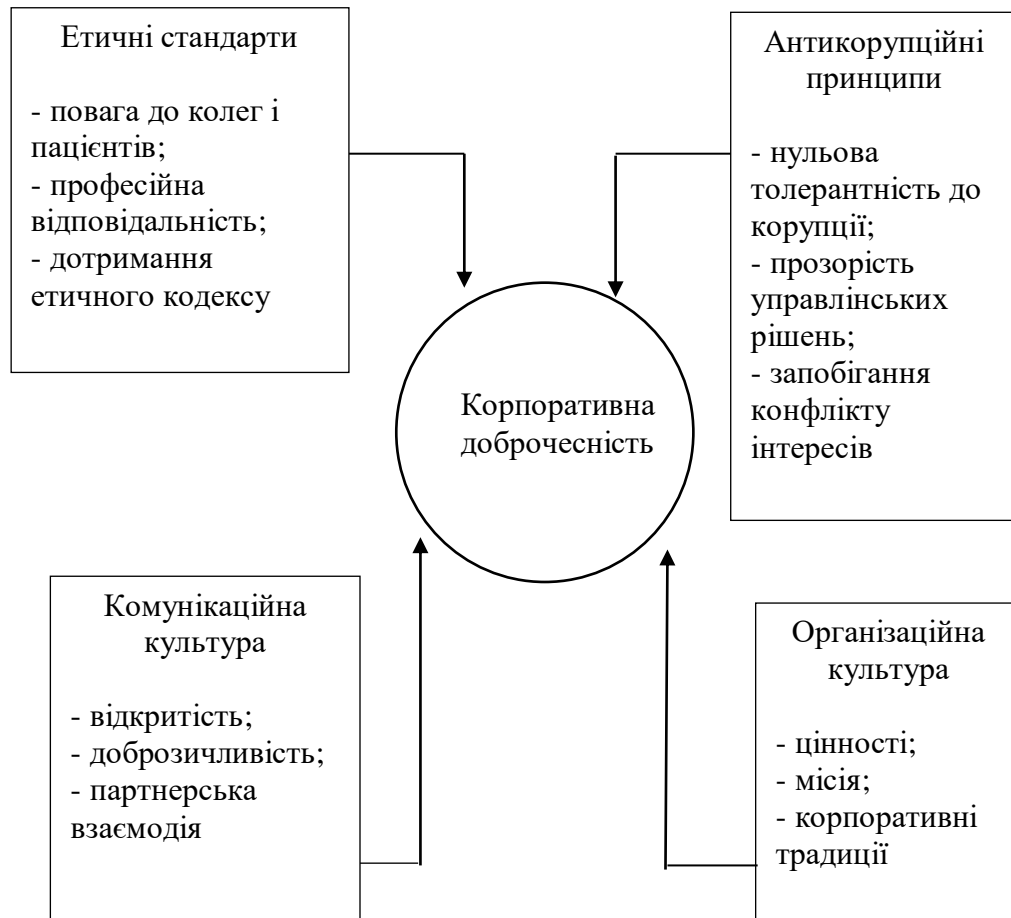 Етичні стандарти
- повага до колег і
пацієнтів;
- професійна
відповідальність;
- дотримання
етичного кодексу
Антикорупційні
принципи
- нульова
толерантність до
корупції;
- прозорість
управлінських
рішень;
- запобігання
конфлікту
інтересів
Корпоративна
доброчесність
Комунікаційна
культура
- відкритість;
- доброзичливість;
- партнерська
взаємодія
Організаційна
культура
- цінності;
- місія;
- корпоративні
традиції